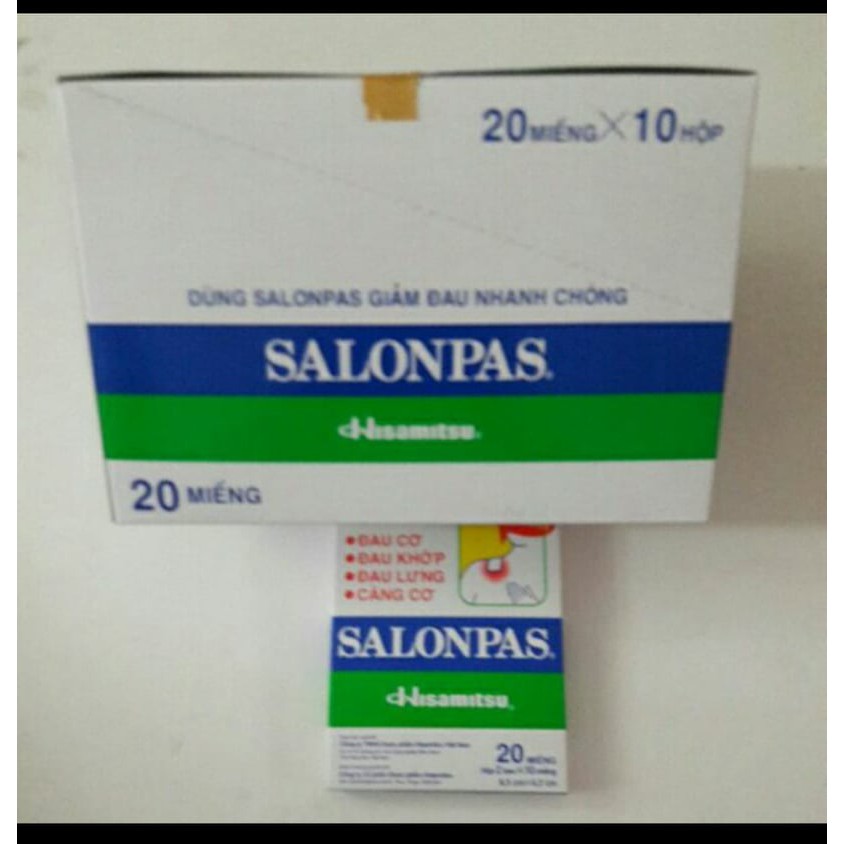 20 MIẾNG X 10 HỘP
DÙNG SALONPAS GIẢM ĐAU NHANH CHÓNG
SALONPAS
Hisamitsu
20 MIẾNG
• ĐAU CƠ
• ĐAU KHỚP
• ĐAU LƯNG
• CĂNG CƠ
SALONPAS
Hisamitsu
20 MIẾNG